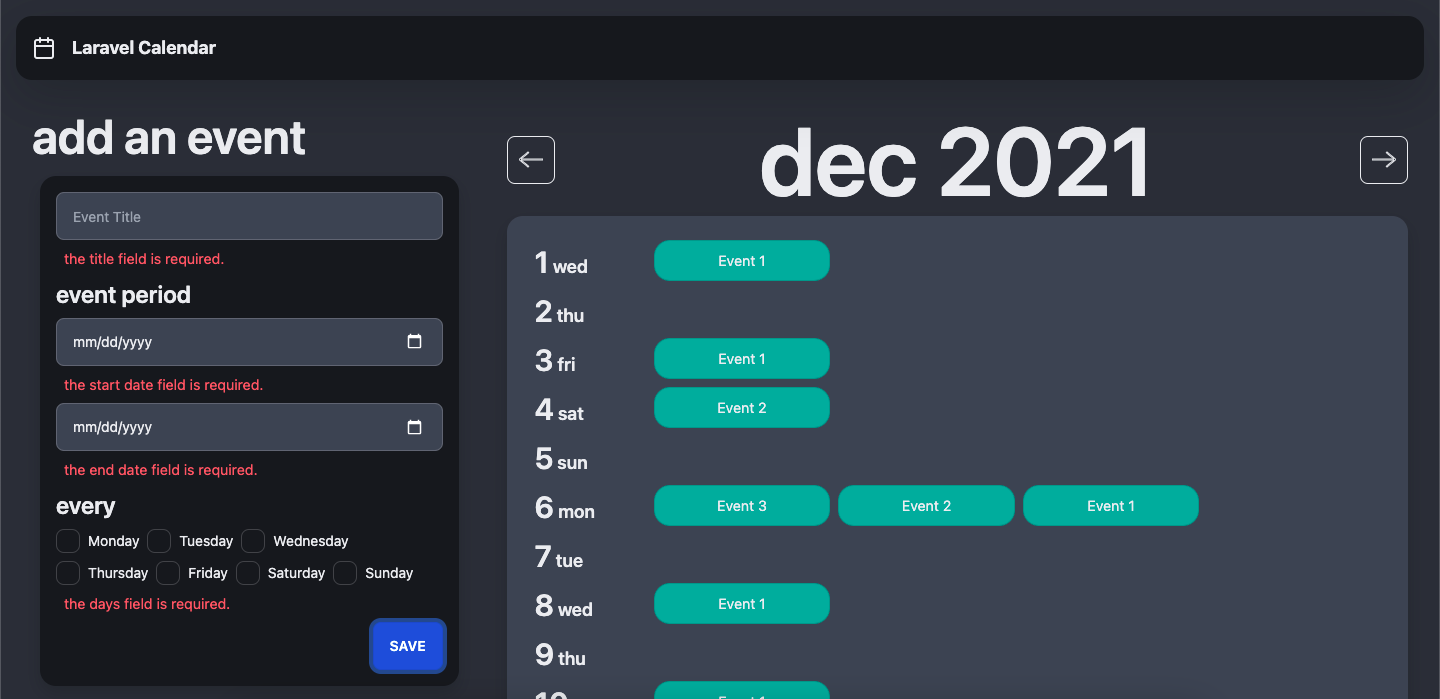 Laravel Calendar
add an event
Event Title
the title field is required.
event period
mm/dd/yyyy
the start date field is required.
mm/dd/yyyy
the end date field is required.
every
Monday Tuesday Wednesday
Thursday Friday Saturday Sunday
the days field is required.
SAVE
dec 2021
1 wed Event 1
2 thu
3 fri Event 1
4 sat Event 2
5 sun
6 mon Event 3 Event 2 Event 1
7 tue
8 wed Event 1
9 thu
10 Event 1